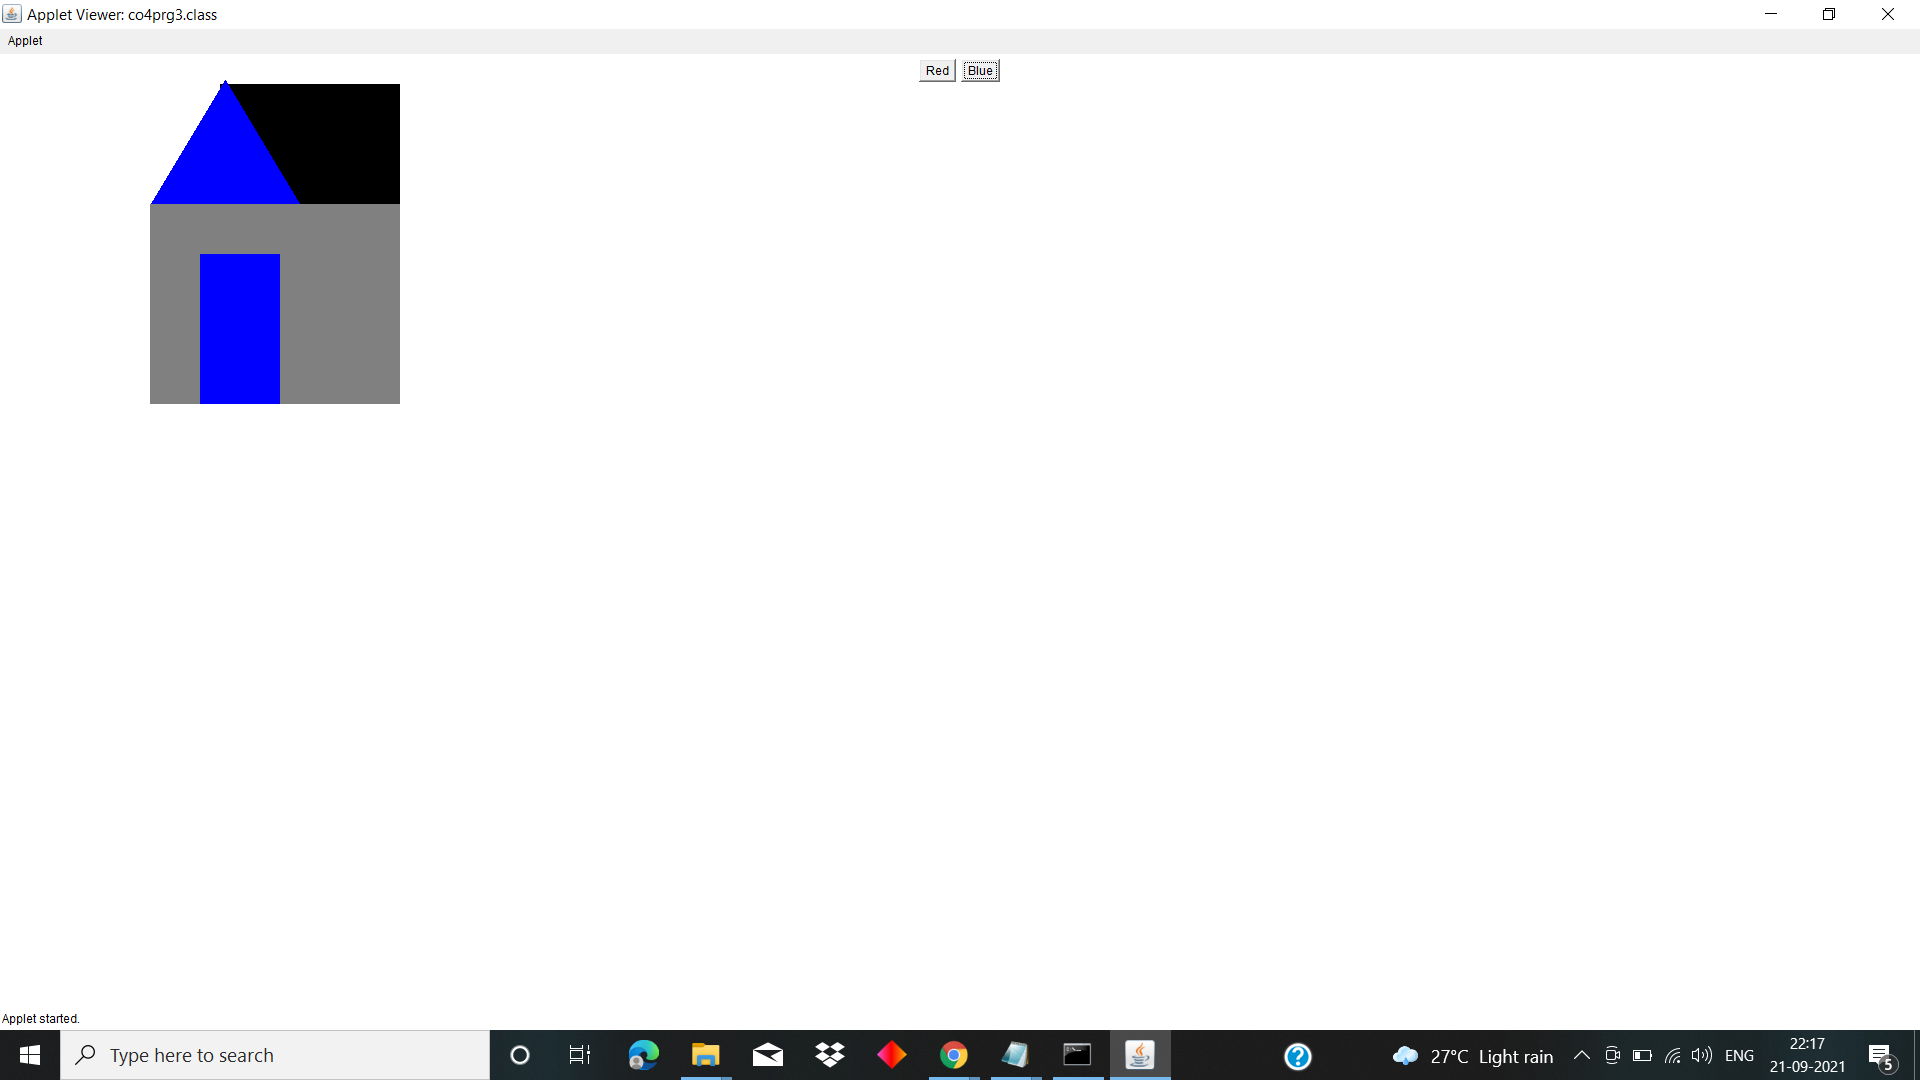 Applet Viewer: co4prg3.class
Applet
Red Blue
Applet started.
Type here to search
27°C Light rain
ENG
22:17
21-09-2021
5